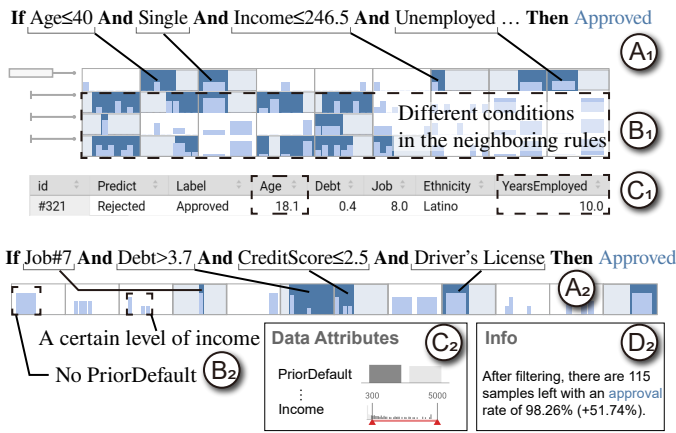 If Age≤40 And Single And Income≤246.5 And Unemployed ... Then Approved
A1
Different conditions
in the neighboring rules
B1
id Predict Label Age Debt Job Ethnicity YearsEmployed
#321 Rejected Approved 18.1 0.4 8.0 Latino 10.0
C1
If Job#7 And Debt>3.7 And CreditScore≤2.5 And Driver's License Then Approved
A2
A certain level of income
No PriorDefault
B2
Data Attributes
C2
PriorDefault
⋮
300 5000
Income
Info
D2
After filtering, there are 115
samples left with an approval
rate of 98.26% (+51.74%).